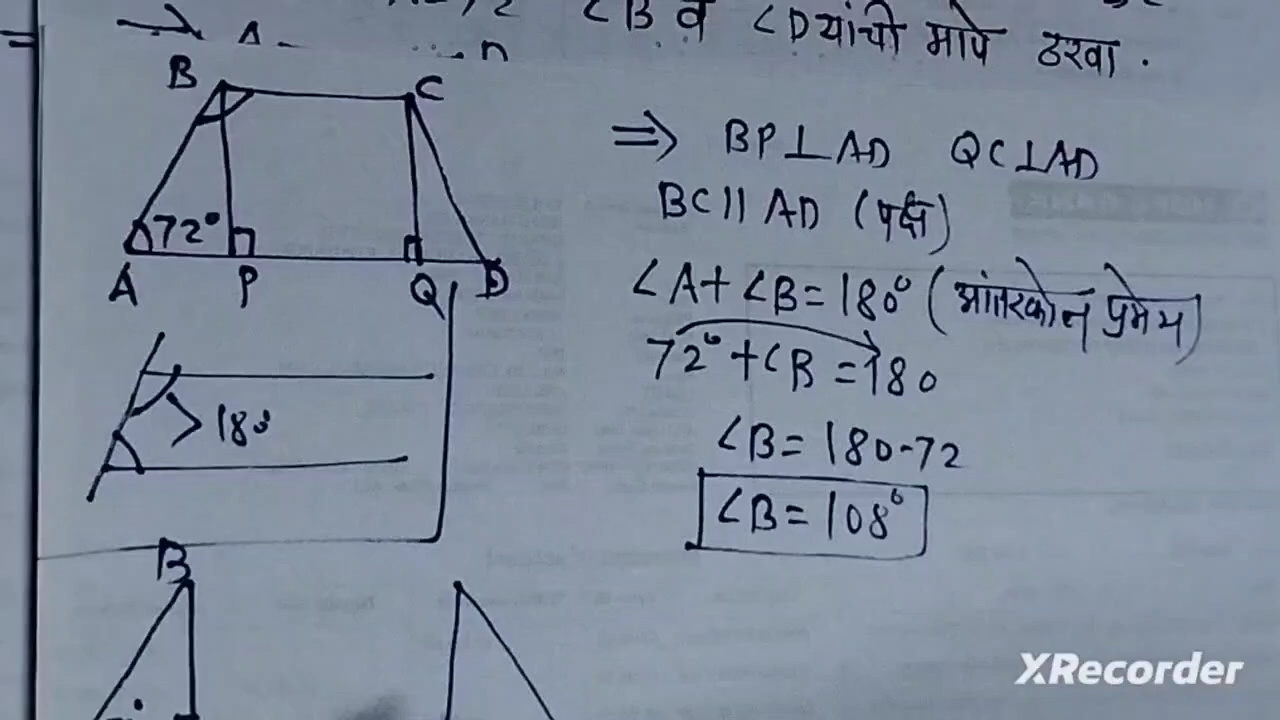 ∠B व ∠D यांची मापे ठरवा.
B C
72°
A P Q D
180
B
⇒ BP⊥AD QC⊥AD
BC || AD (पक्ष)
∠A + ∠B = 180° (आंतरकोन प्रमेय)
72° + ∠B = 180
∠B = 180-72
∠B = 108°
XRecorder